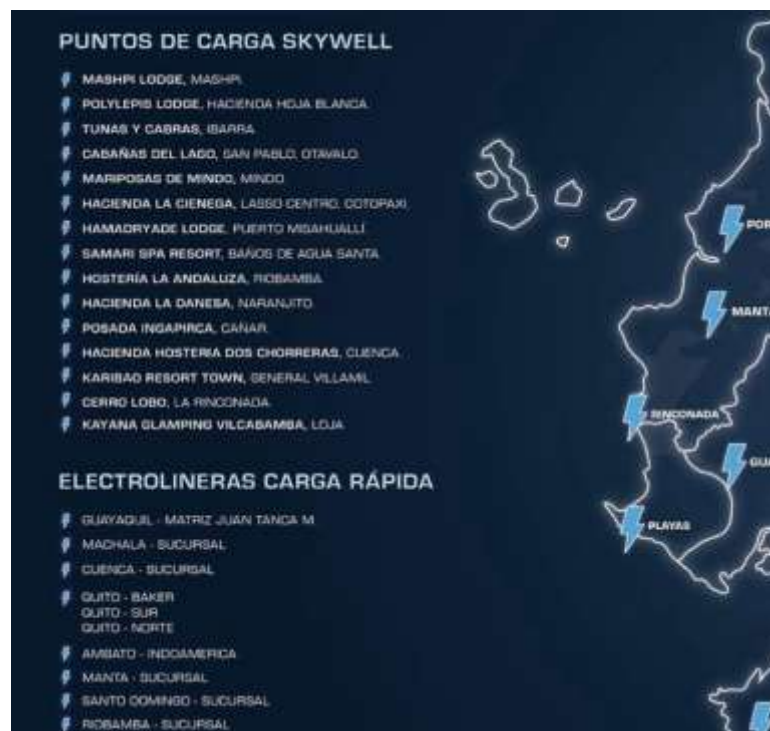 PUNTOS DE CARGA SKYWELL
MASHPI LODGE, MASHPI
POLYLEPIS LODGE, HACIENDA HOJA BLANCA
TUNAS Y CABRAS, IBARRA
CABAÑAS DEL LAGO, SAN PABLO, OTAVALO
MARIPOSAS DE MINDO, MINDO
HACIENDA LA CIENEGA, LASSO CENTRO, COTOPAXI
HAMADRYADE LODGE, PUERTO MISAHUALLÍ
SAMARI SPA RESORT, BAÑOS DE AGUA SANTA
HOSTERÍA LA ANDALUZA, RIOBAMBA
HACIENDA LA DANESA, NARANJITO
POSADA INGAPIRCA, CAÑAR
HACIENDA HOSTERIA DOS CHORRERAS, CUENCA
KARIBAO RESORT TOWN, GENERAL VILLAMIL
CERRO LOBO, LA RINCONADA
KAYANA GLAMPING VILCABAMBA, LOJA
ELECTROLINERAS CARGA RÁPIDA
GUAYAQUIL - MATRIZ JUAN TANCA M
MACHALA - SUCURSAL
CUENCA - SUCURSAL
QUITO - BAKER
QUITO - SUR
QUITO - NORTE
AMBATO - INDOAMERICA
MANTA - SUCURSAL
SANTO DOMINGO - SUCURSAL
RIOBAMBA - SUCURSAL
POR
MANTA
RINCONADA
GUA
PLAYAS